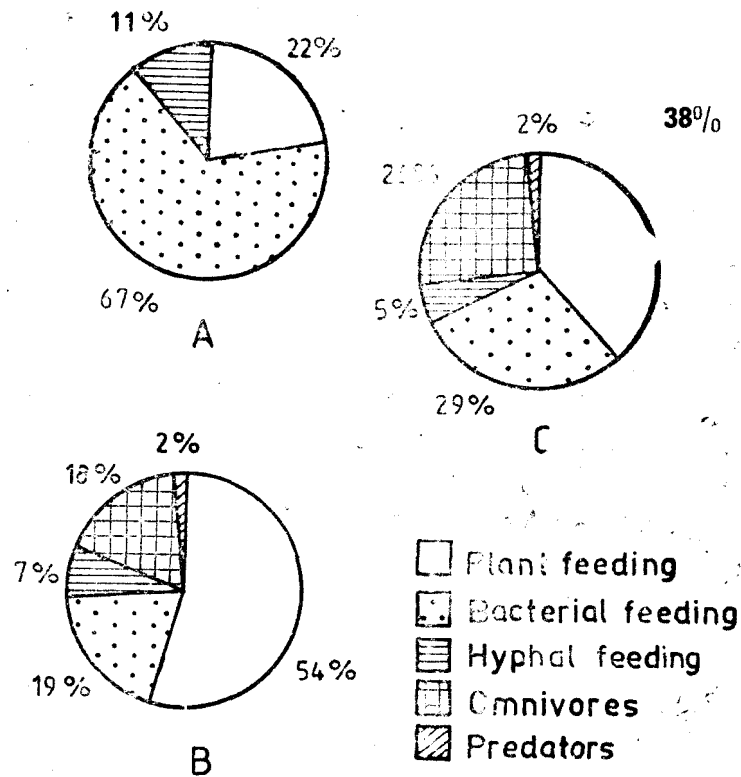 11%
22%
67%
A
2%
38%
5%
29%
C
2%
18%
7%
19%
54%
B
Plant feeding
Bacterial feeding
Hyphal feeding
Omnivores
Predators